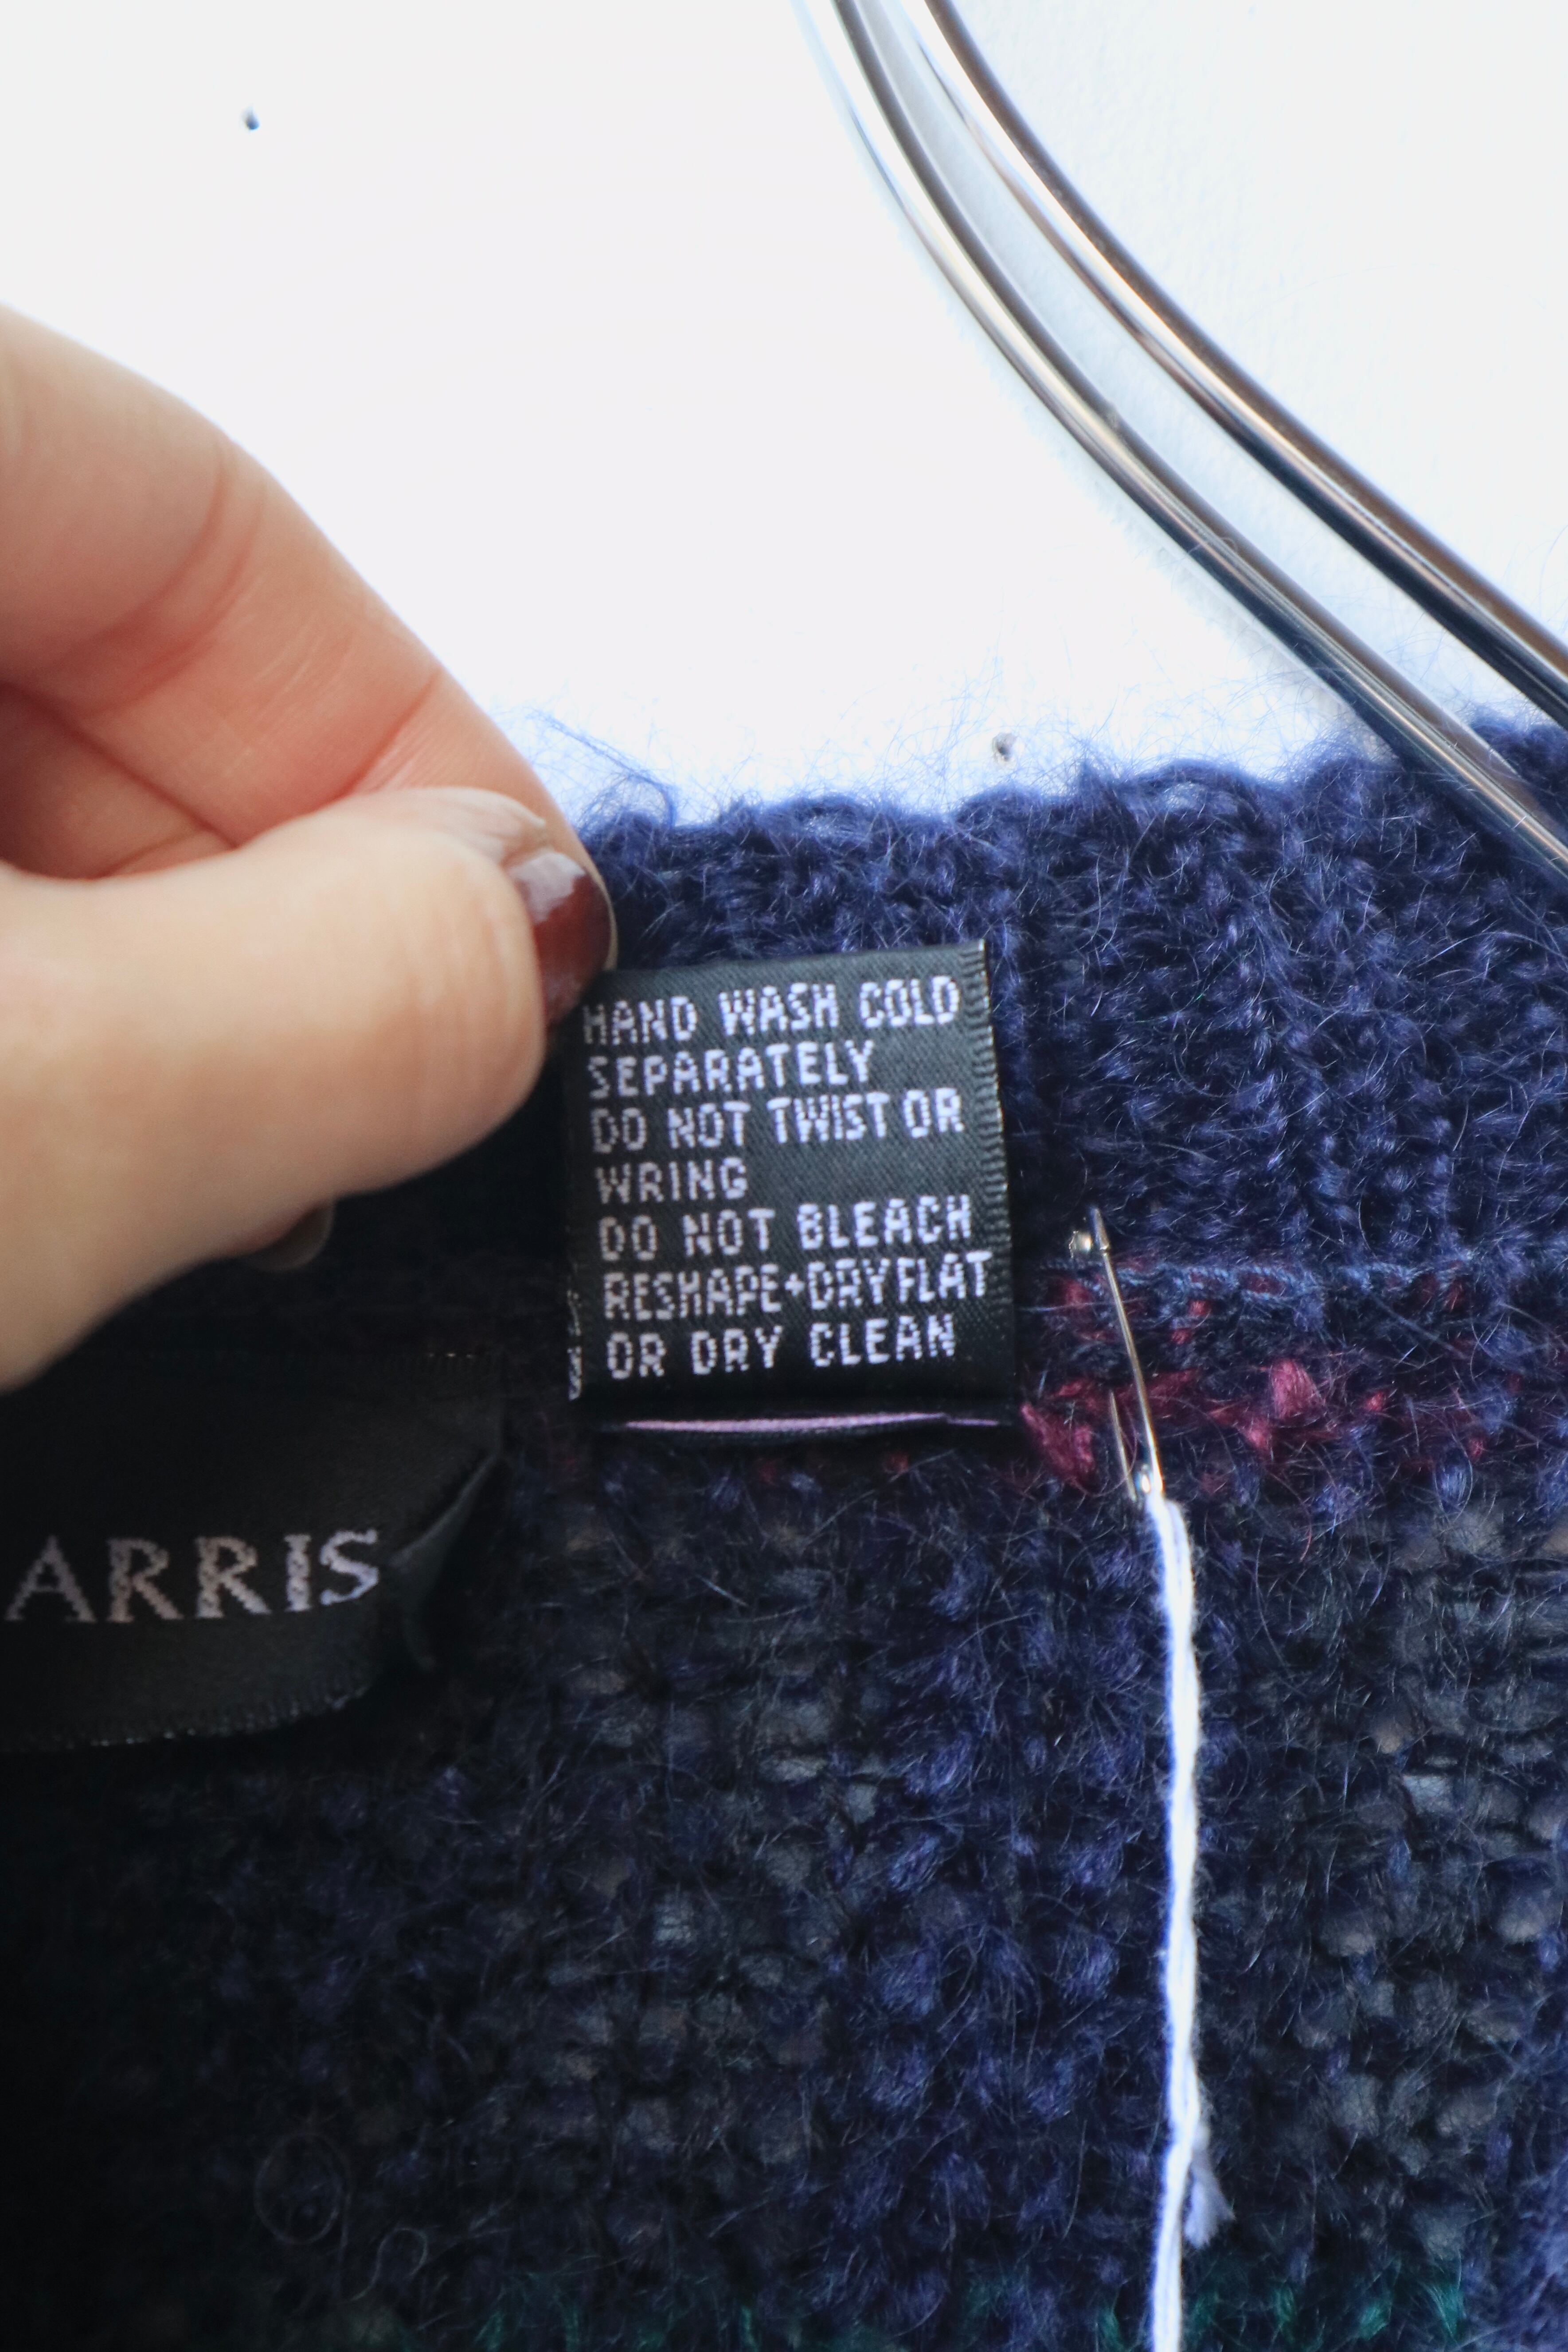 HAND WASH COLD
SEPARATELY
DO NOT TWIST OR
WRING
DO NOT BLEACH
RESHAPE+DRY FLAT
OR DRY CLEAN
ARRIS